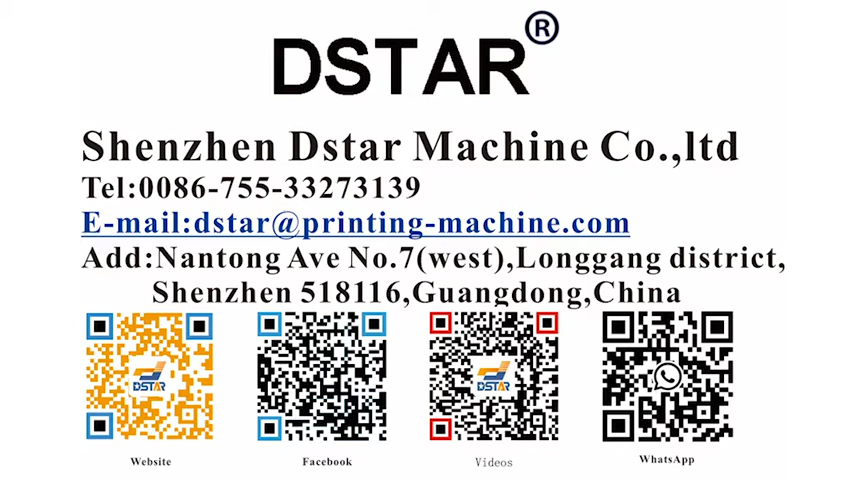 DSTAR®
Shenzhen Dstar Machine Co.,ltd
Tel:0086-755-33273139
E-mail:dstar@printing-machine.com
Add:Nantong Ave No.7(west),Longgang district,
Shenzhen 518116,Guangdong,China
DSTAR
DSTAR
Website
Facebook
Videos
WhatsApp